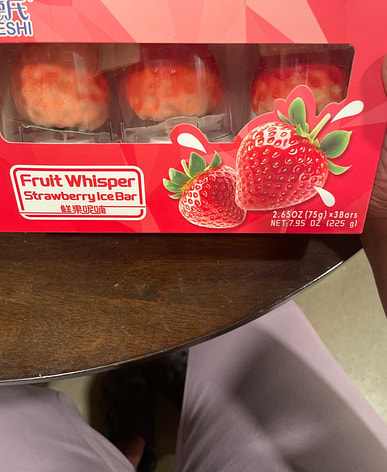 氏
ESHI
Fruit Whisper
Strawberry Ice Bar
鲜果呢喃
2.65OZ (75g) ×3Bars
NET:7.95 OZ (225 g)